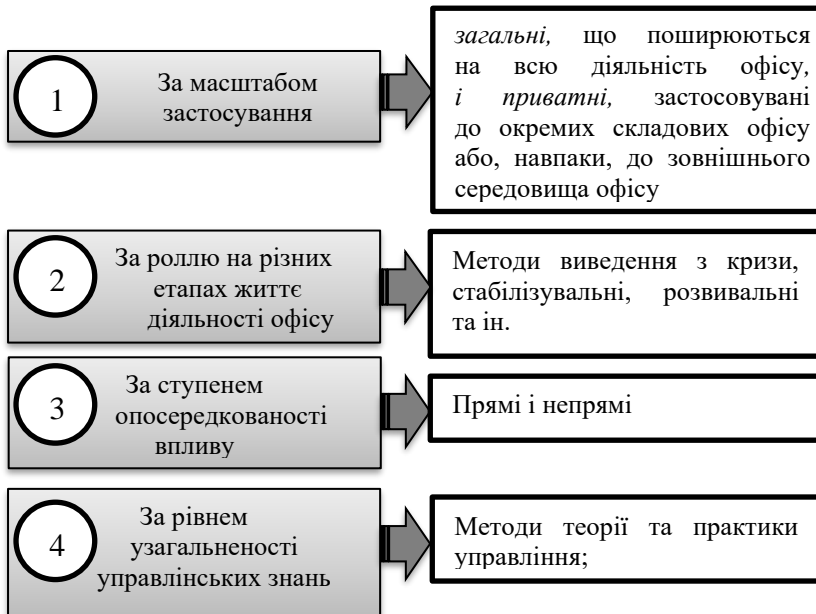 1
За масштабом
застосування
загальні, що поширюються
на всю діяльність офісу,
і приватні, застосовувані
до окремих складових офісу
або, навпаки, до зовнішнього
середовища офісу
2
За роллю на різних
етапах життє
діяльності офісу
Методи виведення з кризи,
стабілізувальні, розвивальні
та ін.
3
За ступенем
опосередкованості
впливу
Прямі і непрямі
4
За рівнем
узагальненості
управлінських знань
Методи теорії та практики
управління;